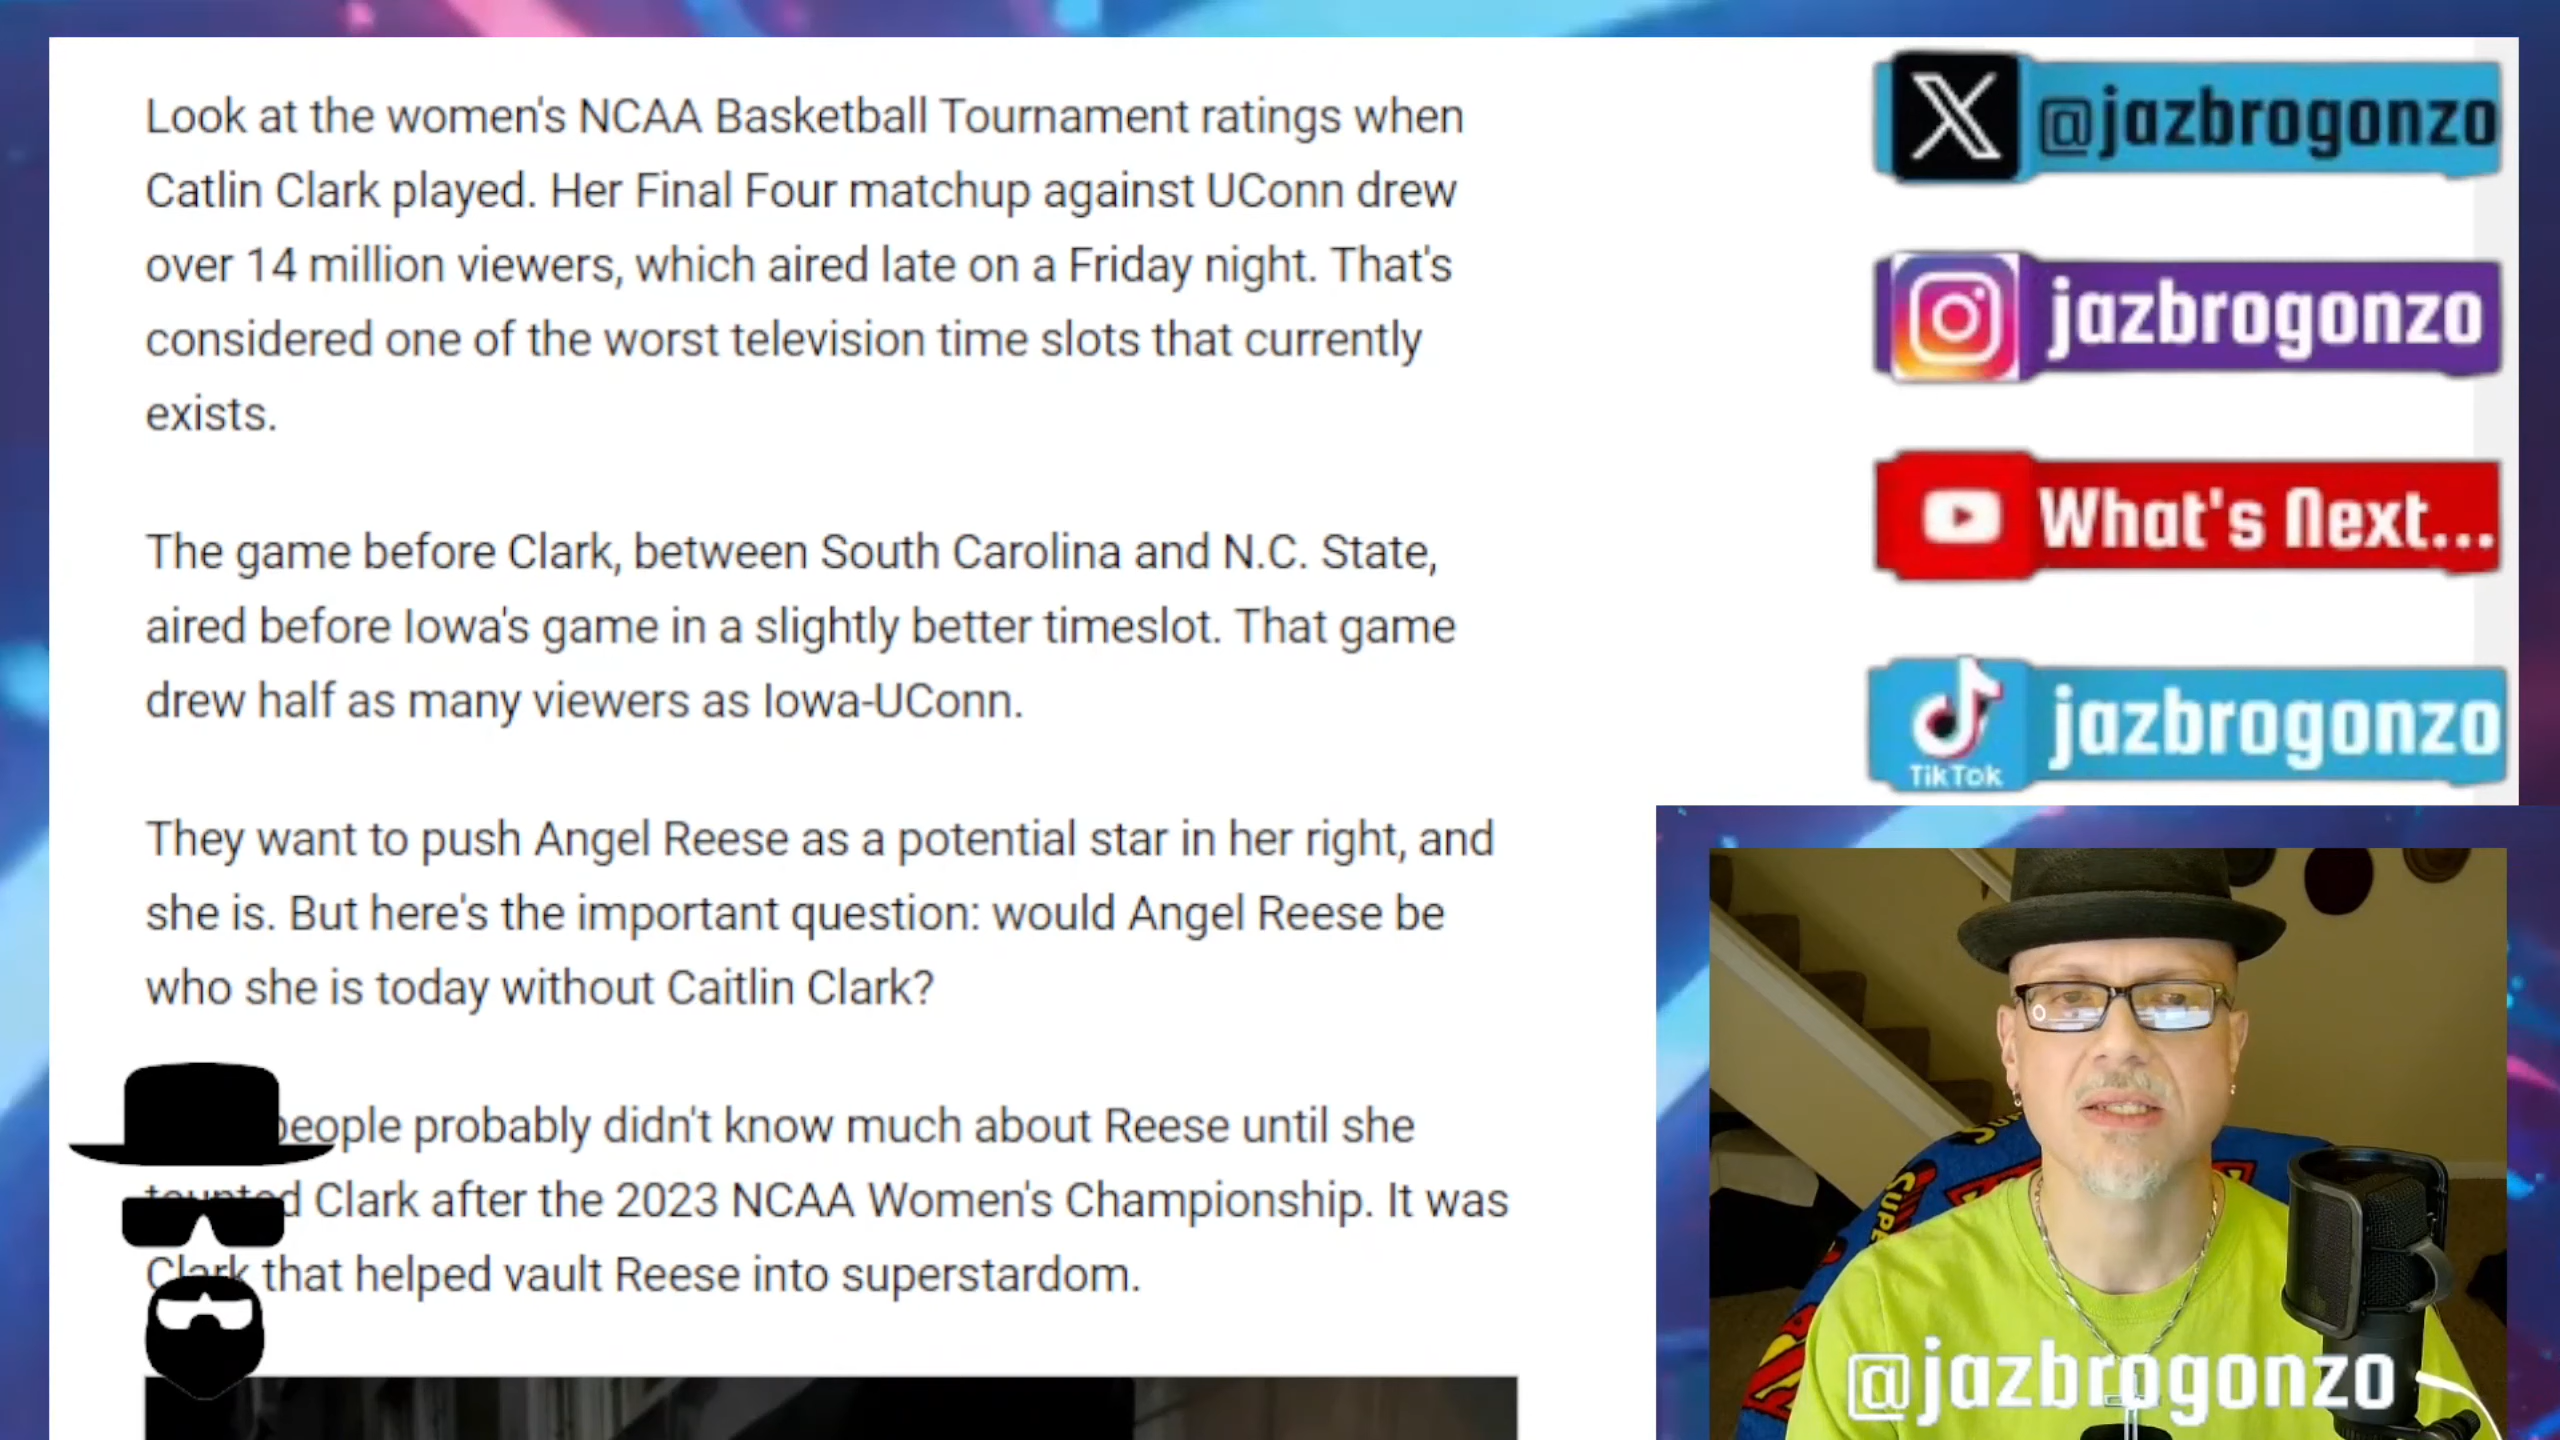 Look at the women's NCAA Basketball Tournament ratings when
Catlin Clark played. Her Final Four matchup against UConn drew
over 14 million viewers, which aired late on a Friday night. That's
considered one of the worst television time slots that currently
exists.
The game before Clark, between South Carolina and N.C. State,
aired before Iowa's game in a slightly better timeslot. That game
drew half as many viewers as Iowa-UConn.
They want to push Angel Reese as a potential star in her right, and
she is. But here's the important question: would Angel Reese be
who she is today without Caitlin Clark?
people probably didn't know much about Reese until she
taunted Clark after the 2023 NCAA Women's Championship. It was
Clark that helped vault Reese into superstardom.
@jazbrogonzo
jazbrogonzo
What's Next...
TikTok
jazbrogonzo
@jazbrogonzo